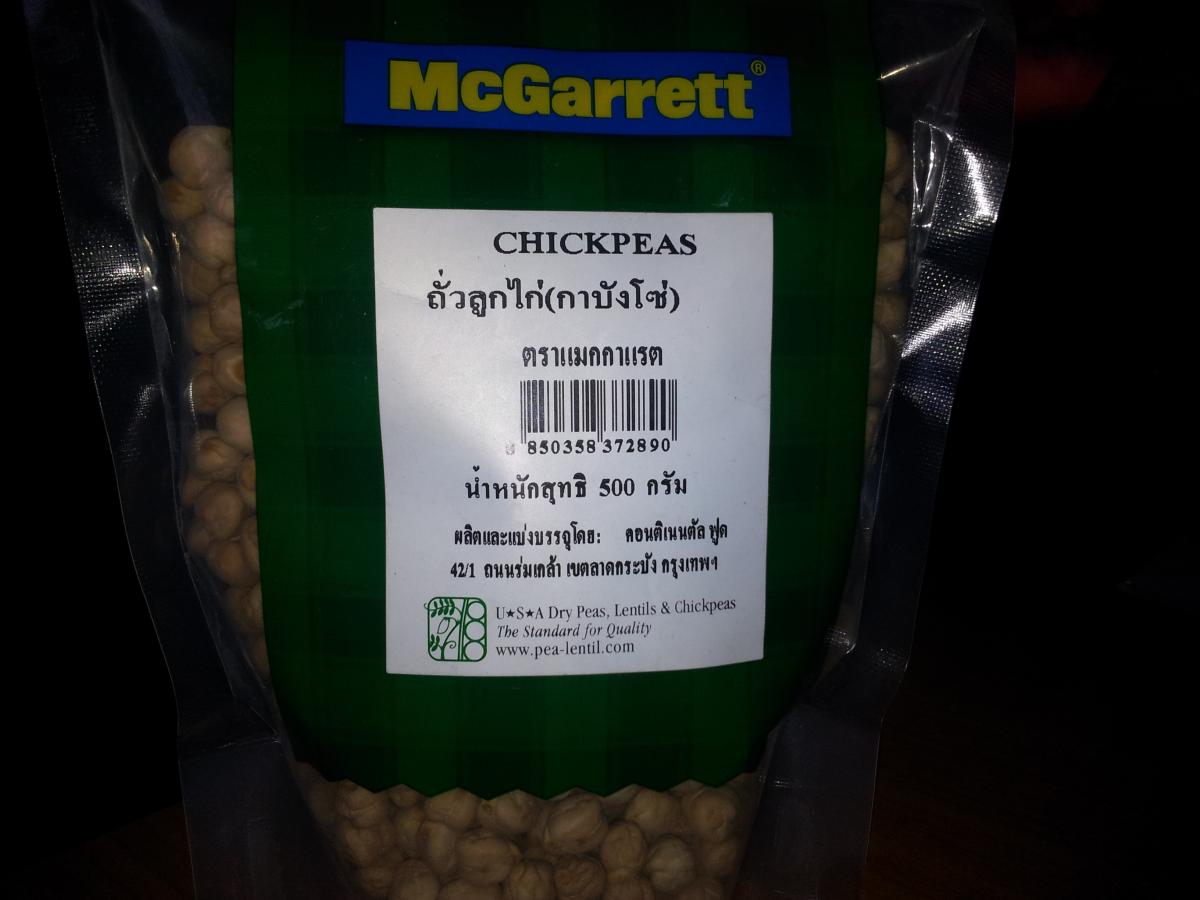 McGarrett®
CHICKPEAS
ถั่วลูกไก่(กาบังโซ่)
ตราแมคกาแรต
8 850358 372890
น้ำหนักสุทธิ 500 กรัม
ผลิตและแบ่งบรรจุโดย: คอนติเนนตัล ฟูด
42/1 ถนนร่มเกล้า เขตลาดกระบัง กรุงเทพฯ
U★S★A Dry Peas, Lentils & Chickpeas
The Standard for Quality
www.pea-lentil.com